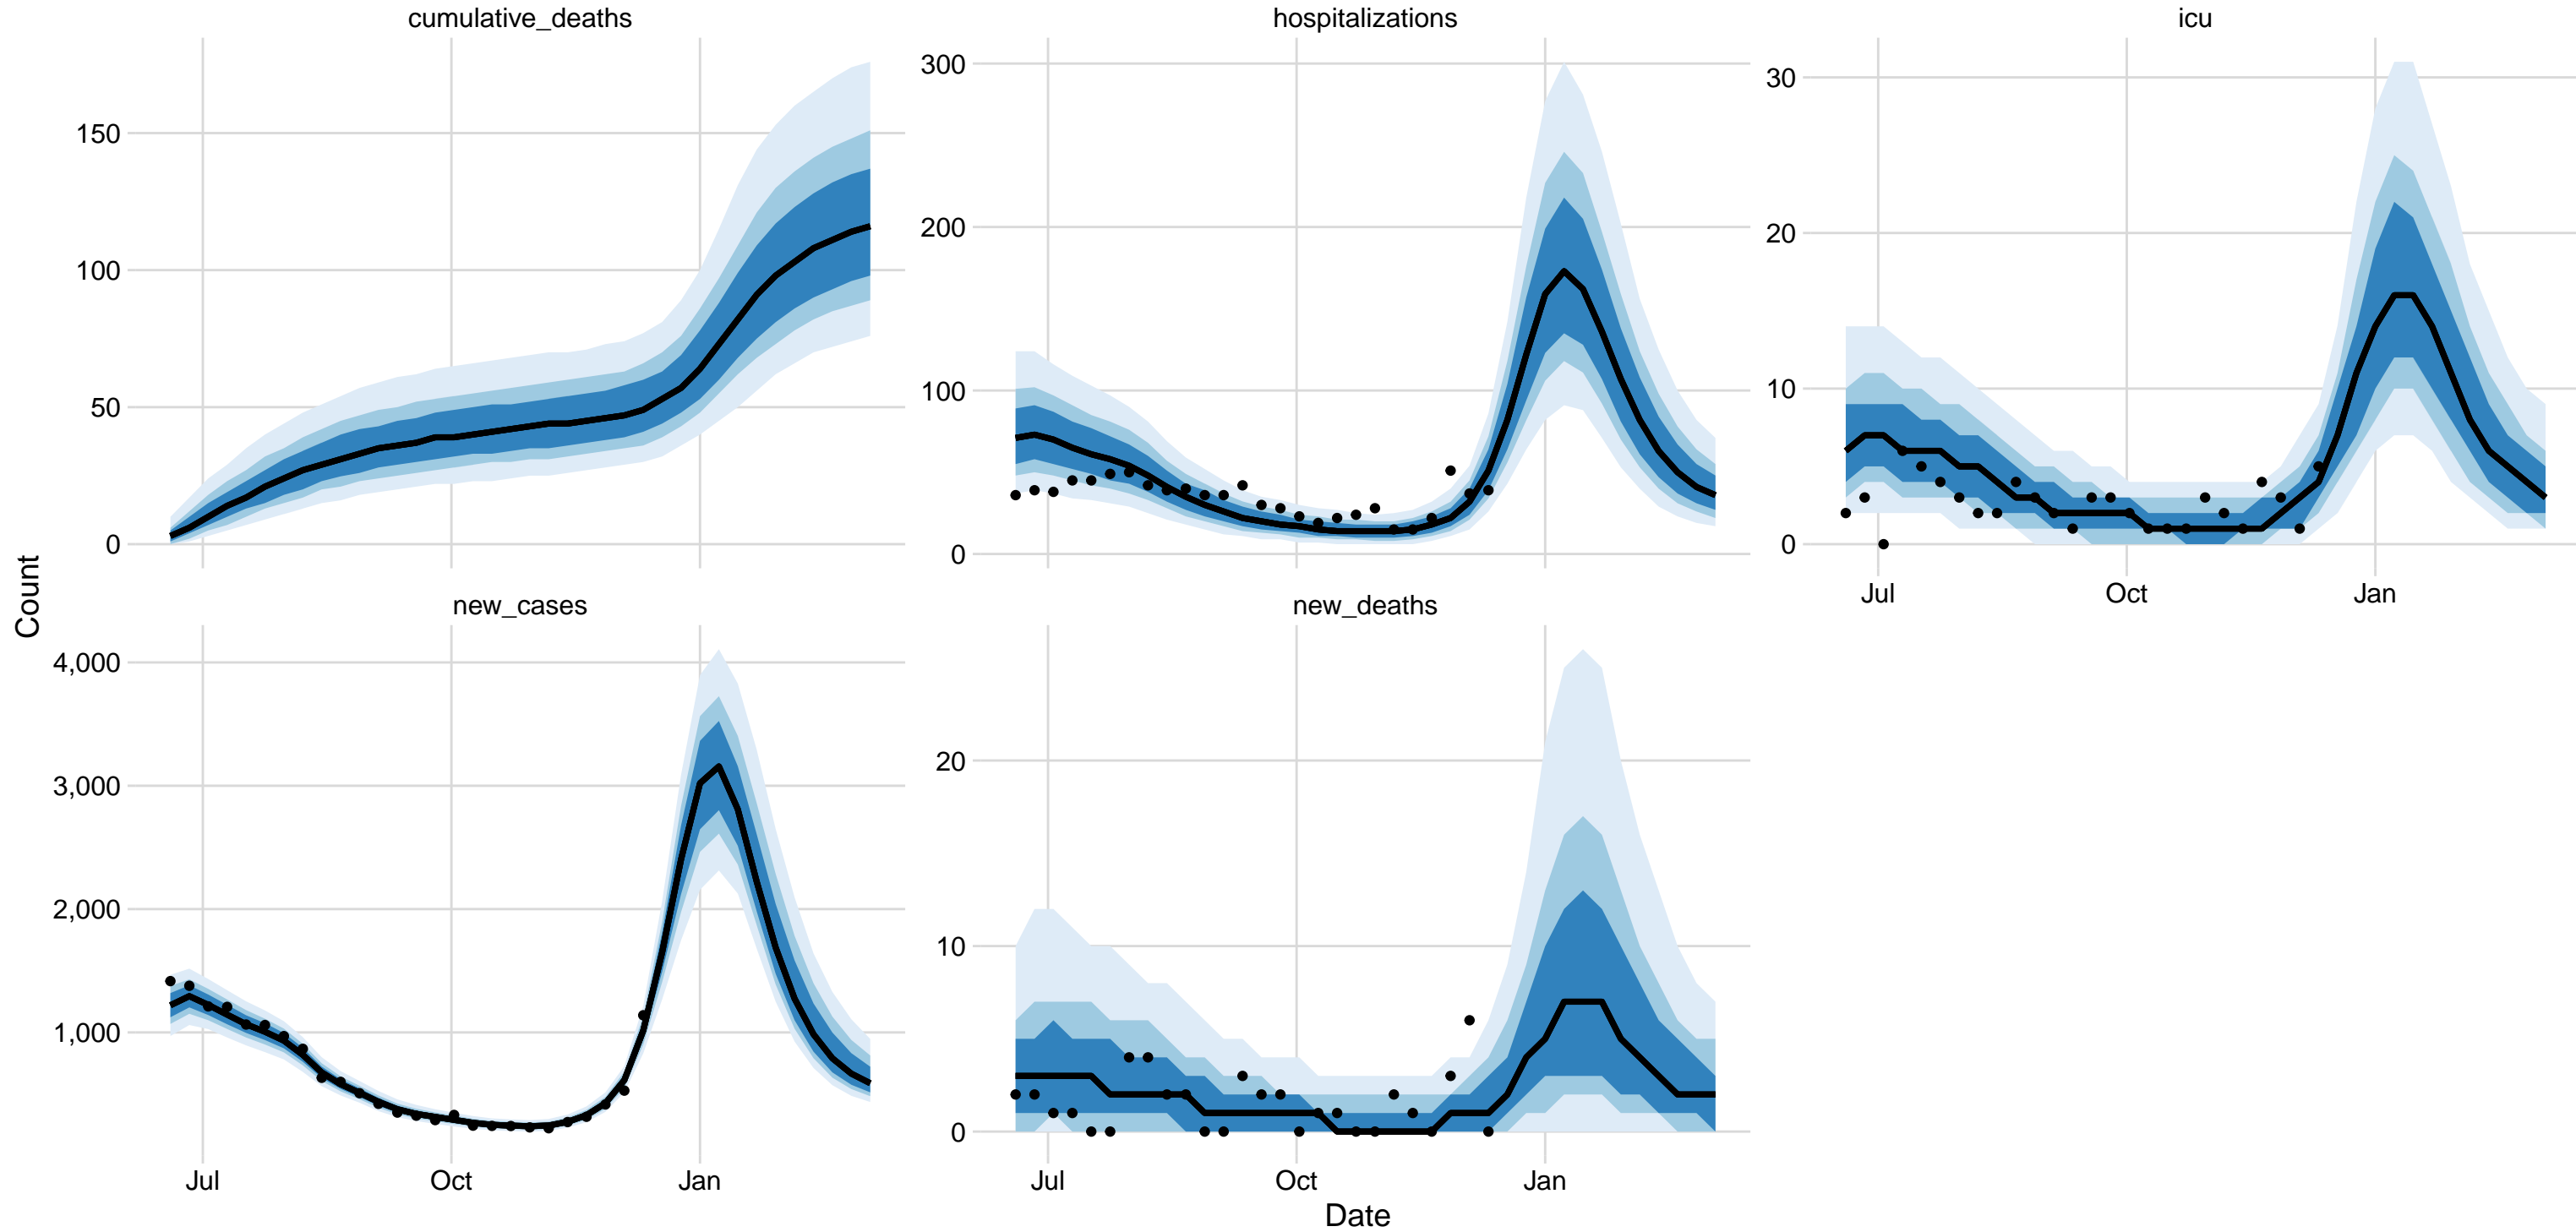 cumulative_deaths
hospitalizations
icu
150
100
50
0
300
200
100
0
30
20
10
0
Jul Oct Jan
Count
new_cases
new_deaths
4,000
3,000
2,000
1,000
20
10
0
Jul Oct Jan
Jul Oct Jan
Date